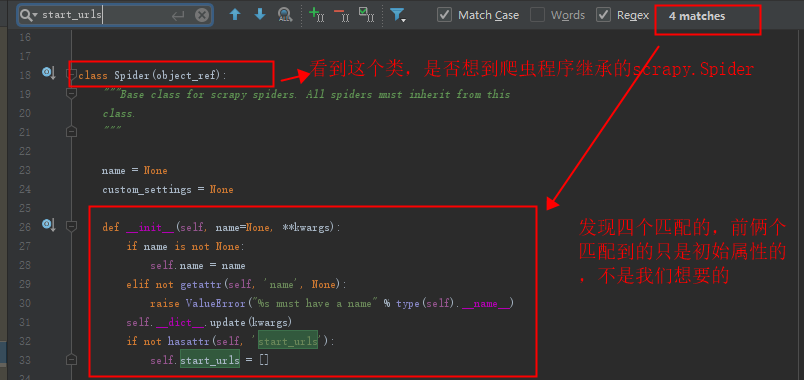 start_urls Match Case Words Regex 4 matches
16
17
18 class Spider(object_ref): 看到这个类，是否想到爬虫程序继承的scrapy.Spider
19 """Base class for scrapy spiders. All spiders must inherit from this
20 class.
21 """
22
23 name = None
24 custom_settings = None
25
26 def __init__(self, name=None, **kwargs):
27 if name is not None:
28 self.name = name
29 elif not getattr(self, 'name', None):
30 raise ValueError("%s must have a name" % type(self).__name__)
31 self.__dict__.update(kwargs)
32 if not hasattr(self, 'start_urls'):
33 self.start_urls = []
发现四个匹配的，前俩个
匹配到的只是初始属性的
，不是我们想要的